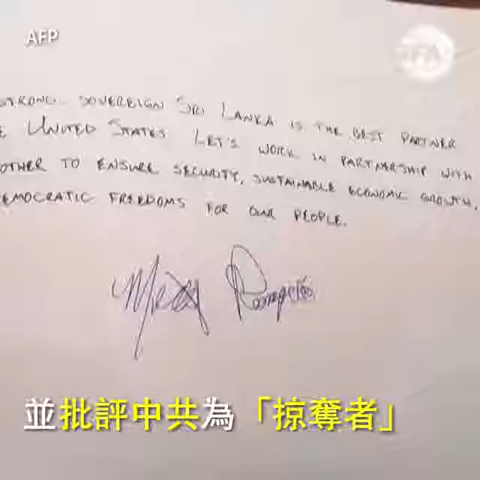 AFP
RFA
STRONG SOVEREIGN SRI LANKA IS THE BEST PARTNER
E UNITED STATES. LET'S WORK IN PARTNERSHIP WITH
OTHER TO ENSURE SECURITY, SUSTAINABLE ECONOMIC GROWTH,
DEMOCRATIC FREEDOMS FOR OUR PEOPLE.
並批評中共為「掠奪者」